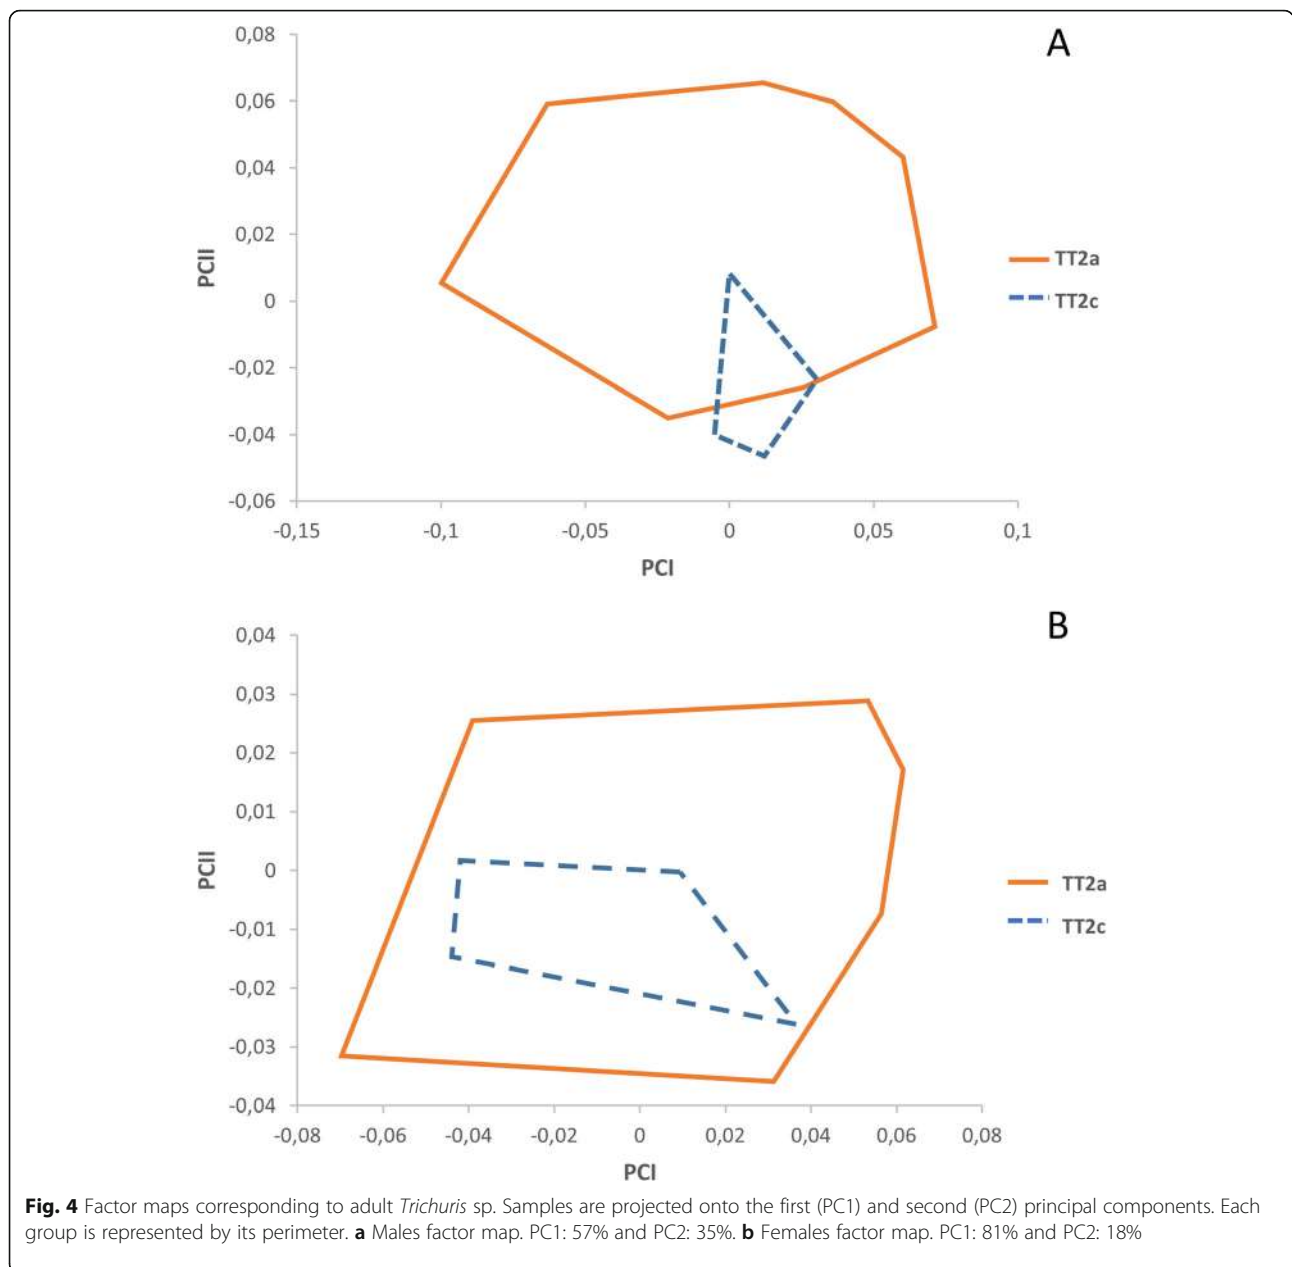 A
0,08
0,06
0,04
0,02
0
-0,02
-0,04
-0,06
PCII
-0,15
-0,1
-0,05
0
0,05
0,1
PCI
TT2a
TT2c
B
0,04
0,03
0,02
0,01
0
-0,01
-0,02
-0,03
-0,04
PCII
-0,08
-0,06
-0,04
-0,02
0
0,02
0,04
0,06
0,08
PCI
TT2a
TT2c
Fig. 4 Factor maps corresponding to adult Trichuris sp. Samples are projected onto the first (PC1) and second (PC2) principal components. Each
group is represented by its perimeter. a Males factor map. PC1: 57% and PC2: 35%. b Females factor map. PC1: 81% and PC2: 18%